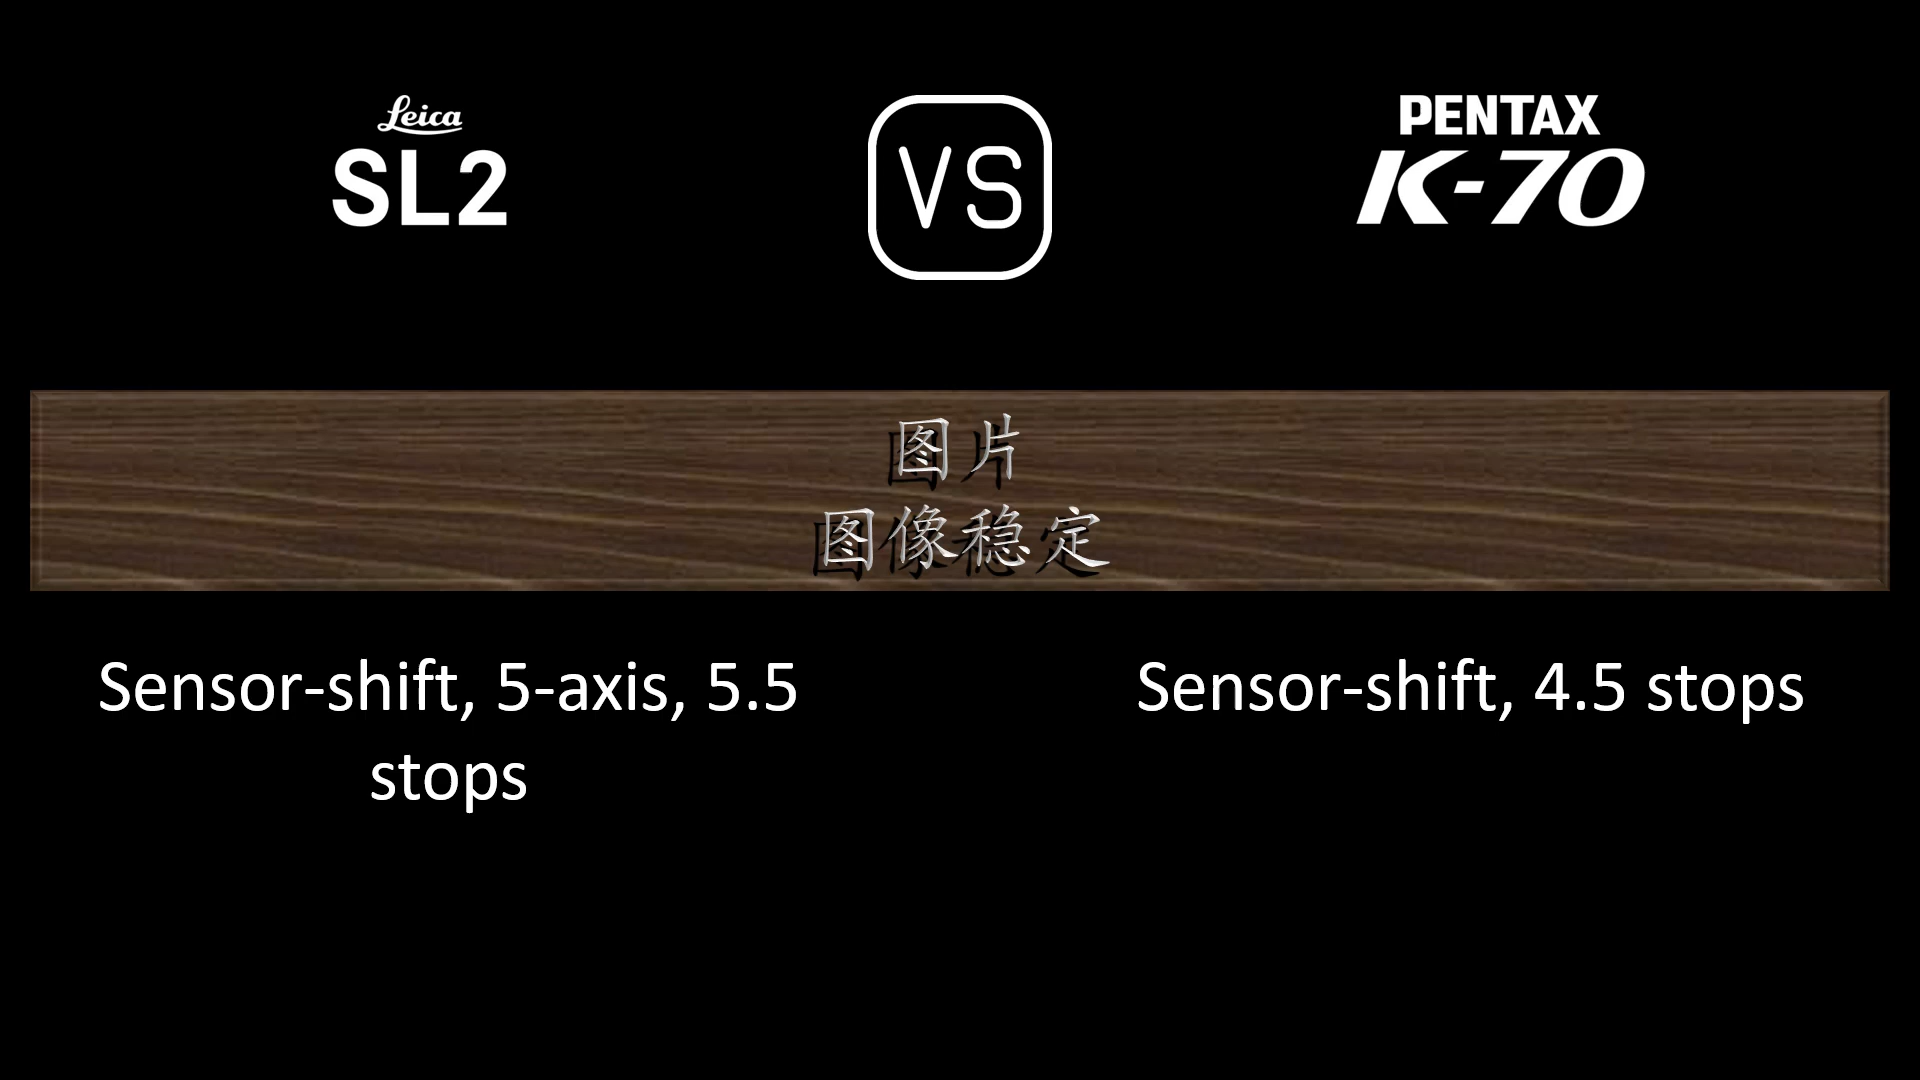 Leica
SL2
VS
PENTAX
K-70
图片
图像稳定
Sensor-shift, 5-axis, 5.5
stops
Sensor-shift, 4.5 stops